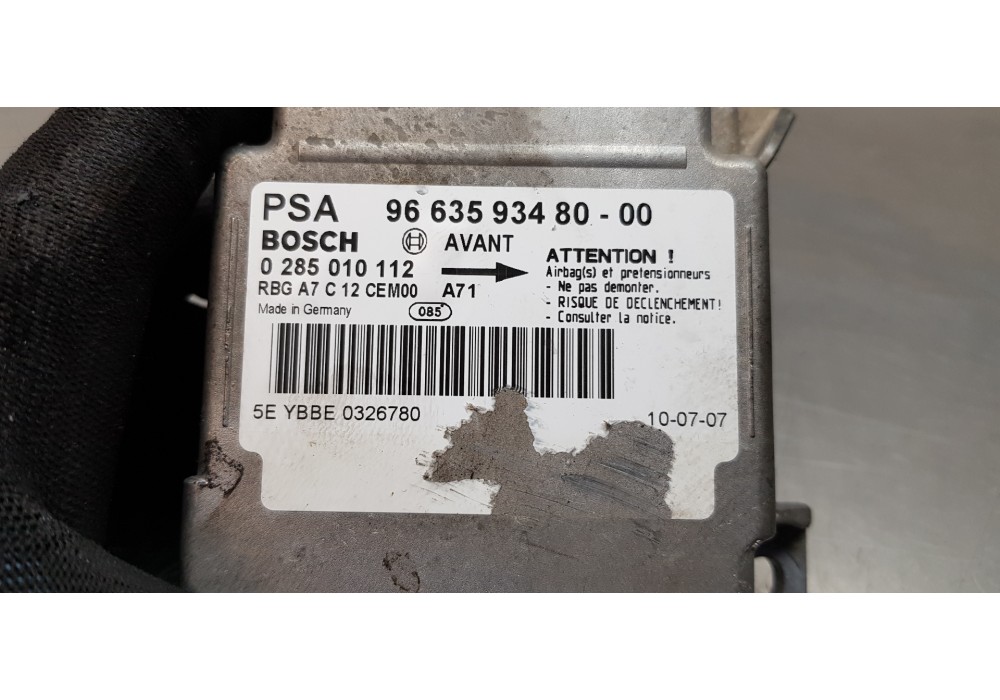 PSA 96 635 934 80 - 00
BOSCH AVANT
0 285 010 112
RBG A7 C 12 CEM00 A71
Made in Germany 085
ATTENTION !
Airbag(s) et pretensionneurs
- Ne pas demonter.
- RISQUE DE DECLENCHEMENT!
- Consulter la notice.
5E YBBE 0326780 10-07-07